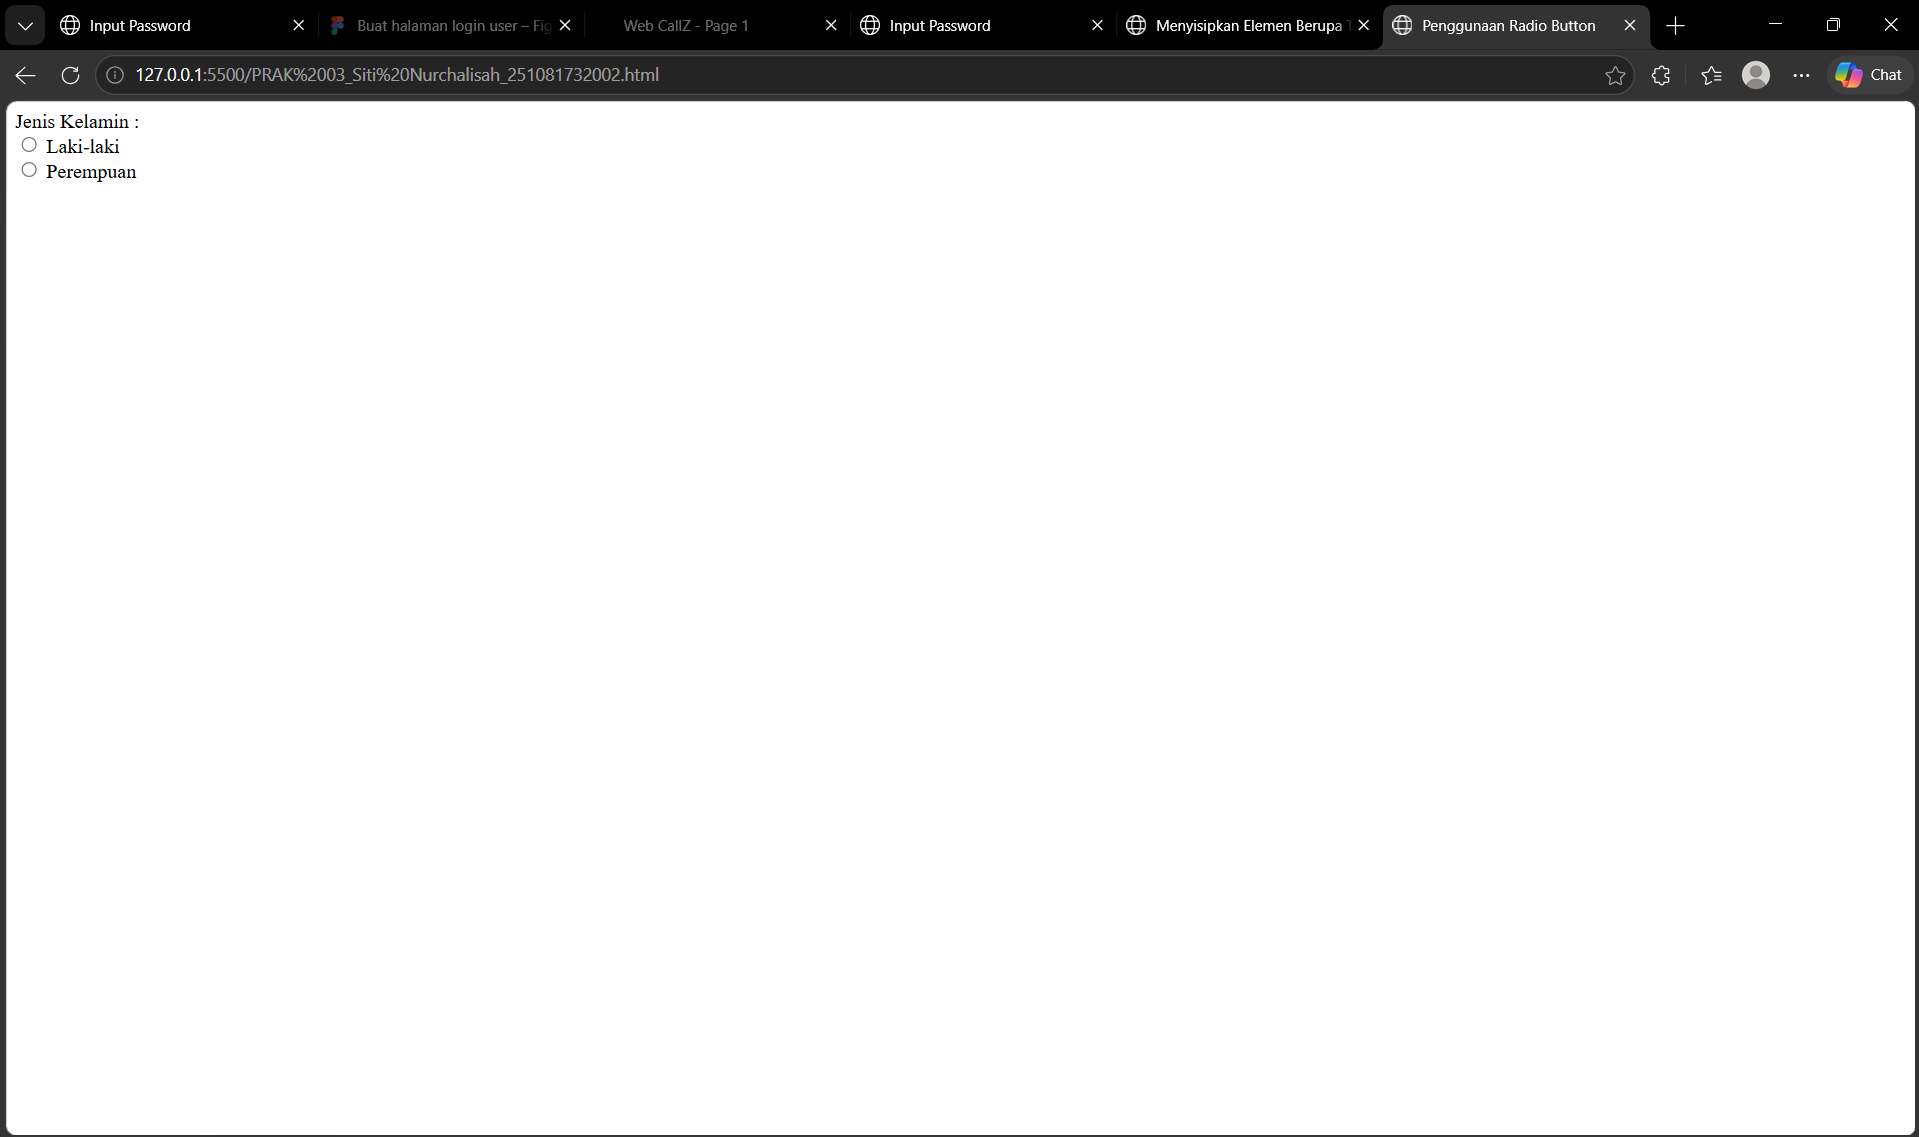 Input Password
Buat halaman login user – Fig
Web CallZ - Page 1
Input Password
Menyisipkan Elemen Berupa T
Penggunaan Radio Button
127.0.0.1:5500/PRAK%2003_Siti%20Nurchalisah_251081732002.html
Chat
Jenis Kelamin :
Laki-laki
Perempuan